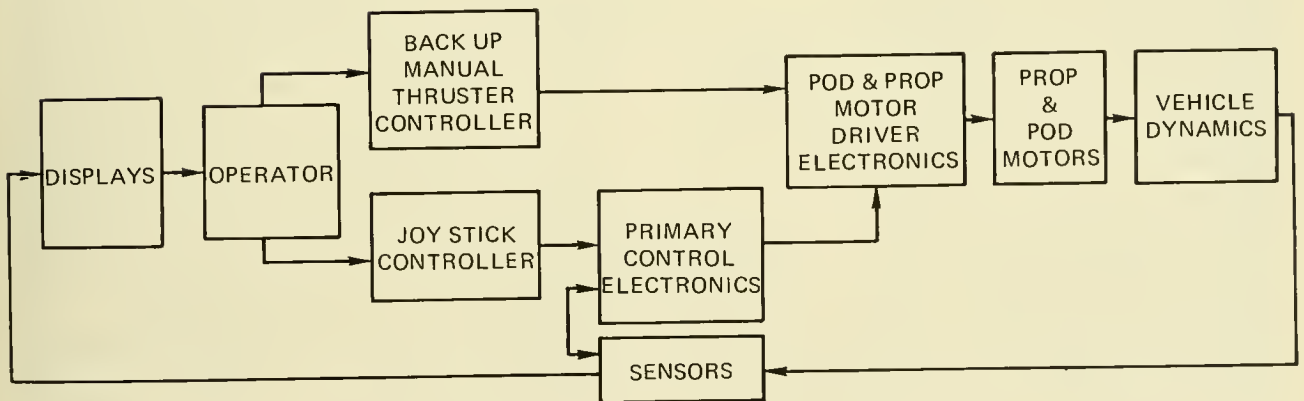 BACK UP
MANUAL
THRUSTER
CONTROLLER
POD & PROP
MOTOR
DRIVER
ELECTRONICS
PROP
&
POD
MOTORS
VEHICLE
DYNAMICS
DISPLAYS
OPERATOR
JOY STICK
CONTROLLER
PRIMARY
CONTROL
ELECTRONICS
SENSORS